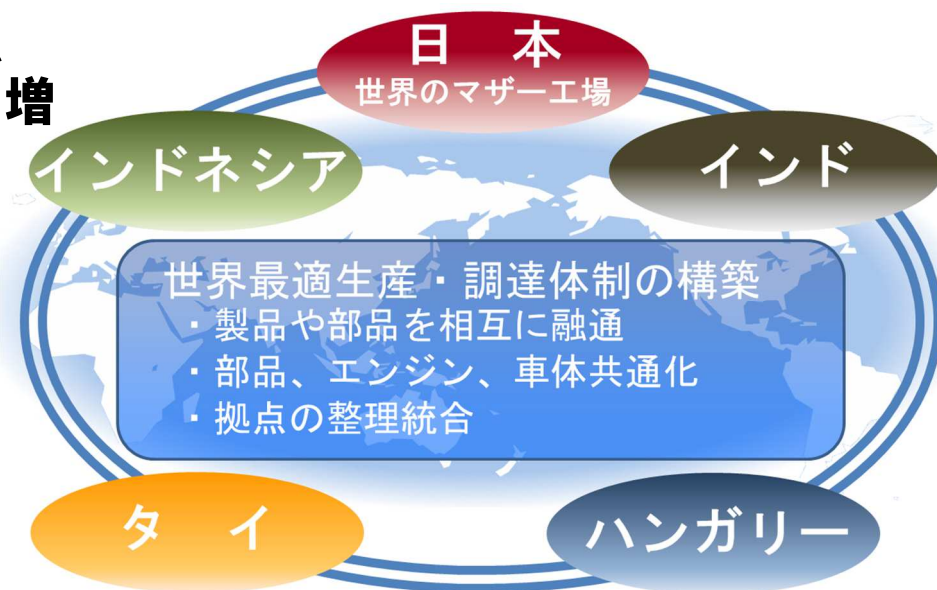 増
日　本
世界のマザー工場
インドネシア
インド
世界最適生産・調達体制の構築
・製品や部品を相互に融通
・部品、エンジン、車体共通化
・拠点の整理統合
タ　イ
ハンガリー